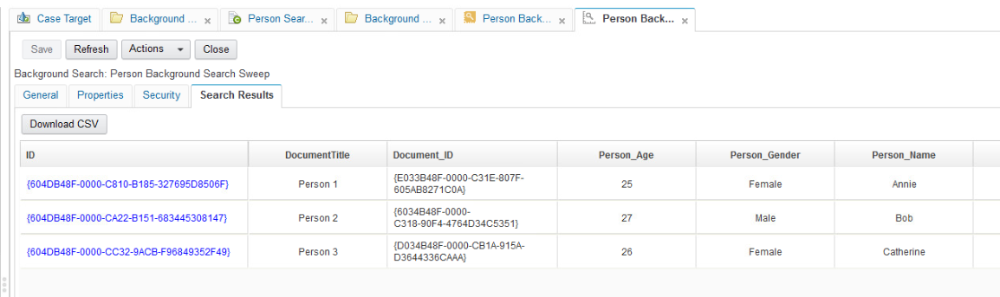 Case Target Background ... × Person Sear... × Background ... × Person Back... × Person Back... ×
Save Refresh Actions Close
Background Search: Person Background Search Sweep
General Properties Security Search Results
Download CSV
ID DocumentTitle Document_ID Person_Age Person_Gender Person_Name
{604DB48F-0000-C810-B185-327695D8506F} Person 1 {E033B48F-0000-C31E-807F-
605AB8271C0A} 25 Female Annie
{604DB48F-0000-CA22-B151-683445308147} Person 2 {6034B48F-0000-
C318-90F4-4764D34C5351} 27 Male Bob
{604DB48F-0000-CC32-9ACB-F96849352F49} Person 3 {D034B48F-0000-CB1A-915A-
D3644336CAAA} 26 Female Catherine